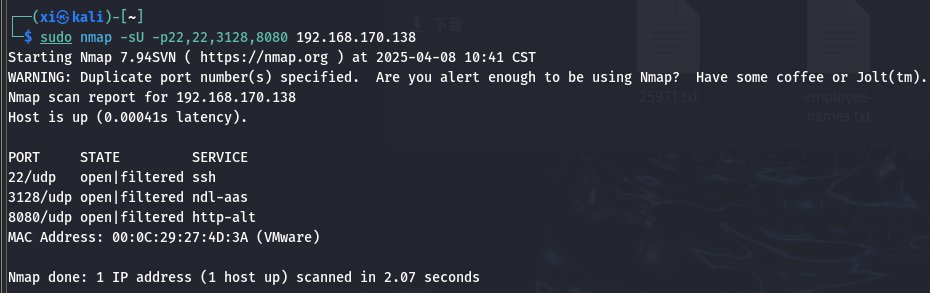 ┌──(xi㉿kali)-[~]
└─$ sudo nmap -sU -p22,22,3128,8080 192.168.170.138
Starting Nmap 7.94SVN ( https://nmap.org ) at 2025-04-08 10:41 CST
WARNING: Duplicate port number(s) specified.  Are you alert enough to be using Nmap?  Have some coffee or Jolt(tm).
Nmap scan report for 192.168.170.138
Host is up (0.00041s latency).
PORT     STATE         SERVICE
22/udp   open|filtered ssh
3128/udp open|filtered ndl-aas
8080/udp open|filtered http-alt
MAC Address: 00:0C:29:27:4D:3A (VMware)
Nmap done: 1 IP address (1 host up) scanned in 2.07 seconds
下载
25971.txt
employee-
names.txt